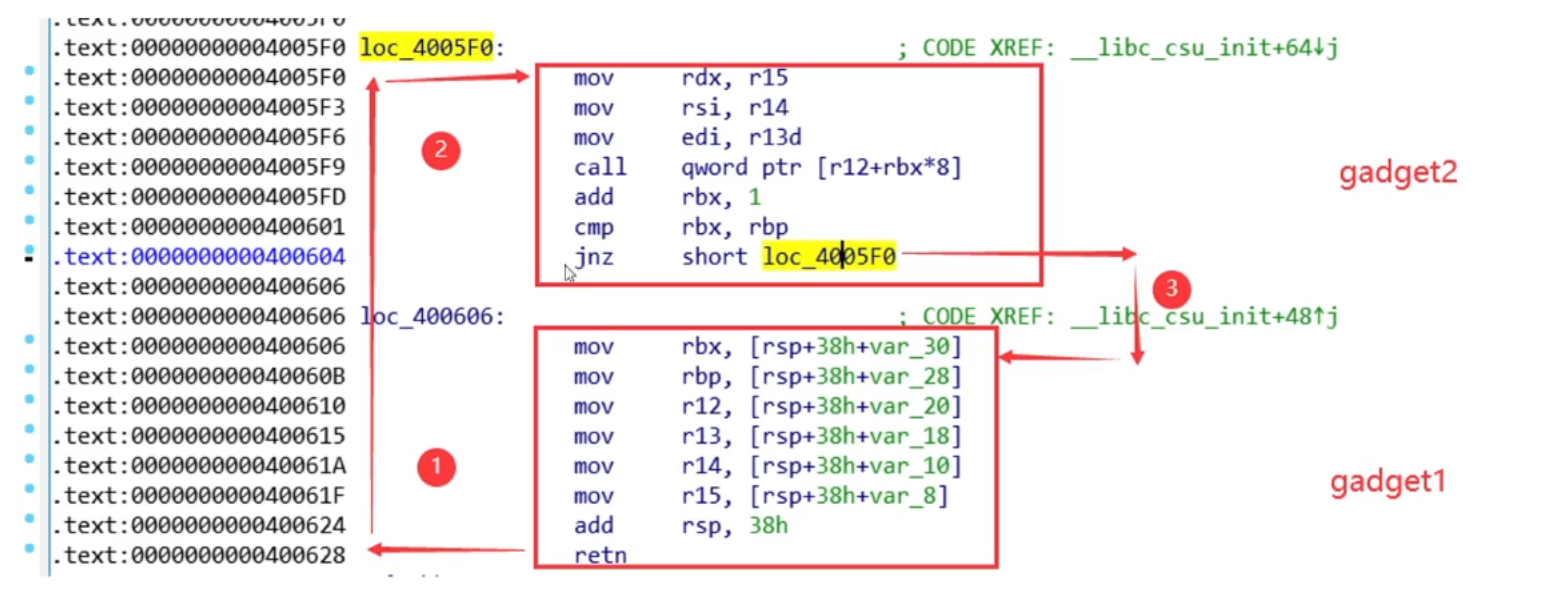 .text:00000000004005F0
.text:00000000004005F0 loc_4005F0: ; CODE XREF: __libc_csu_init+64↓j
.text:00000000004005F0 mov rdx, r15
.text:00000000004005F3 mov rsi, r14
.text:00000000004005F6 mov edi, r13d
.text:00000000004005F9 call qword ptr [r12+rbx*8]
.text:00000000004005FD add rbx, 1
.text:0000000000400601 cmp rbx, rbp
.text:0000000000400604 jnz short loc_4005F0
.text:0000000000400606
.text:0000000000400606 loc_400606: ; CODE XREF: __libc_csu_init+48↑j
.text:0000000000400606 mov rbx, [rsp+38h+var_30]
.text:000000000040060B mov rbp, [rsp+38h+var_28]
.text:0000000000400610 mov r12, [rsp+38h+var_20]
.text:0000000000400615 mov r13, [rsp+38h+var_18]
.text:000000000040061A mov r14, [rsp+38h+var_10]
.text:000000000040061F mov r15, [rsp+38h+var_8]
.text:0000000000400624 add rsp, 38h
.text:0000000000400628 retn
2
gadget2
3
1
gadget1